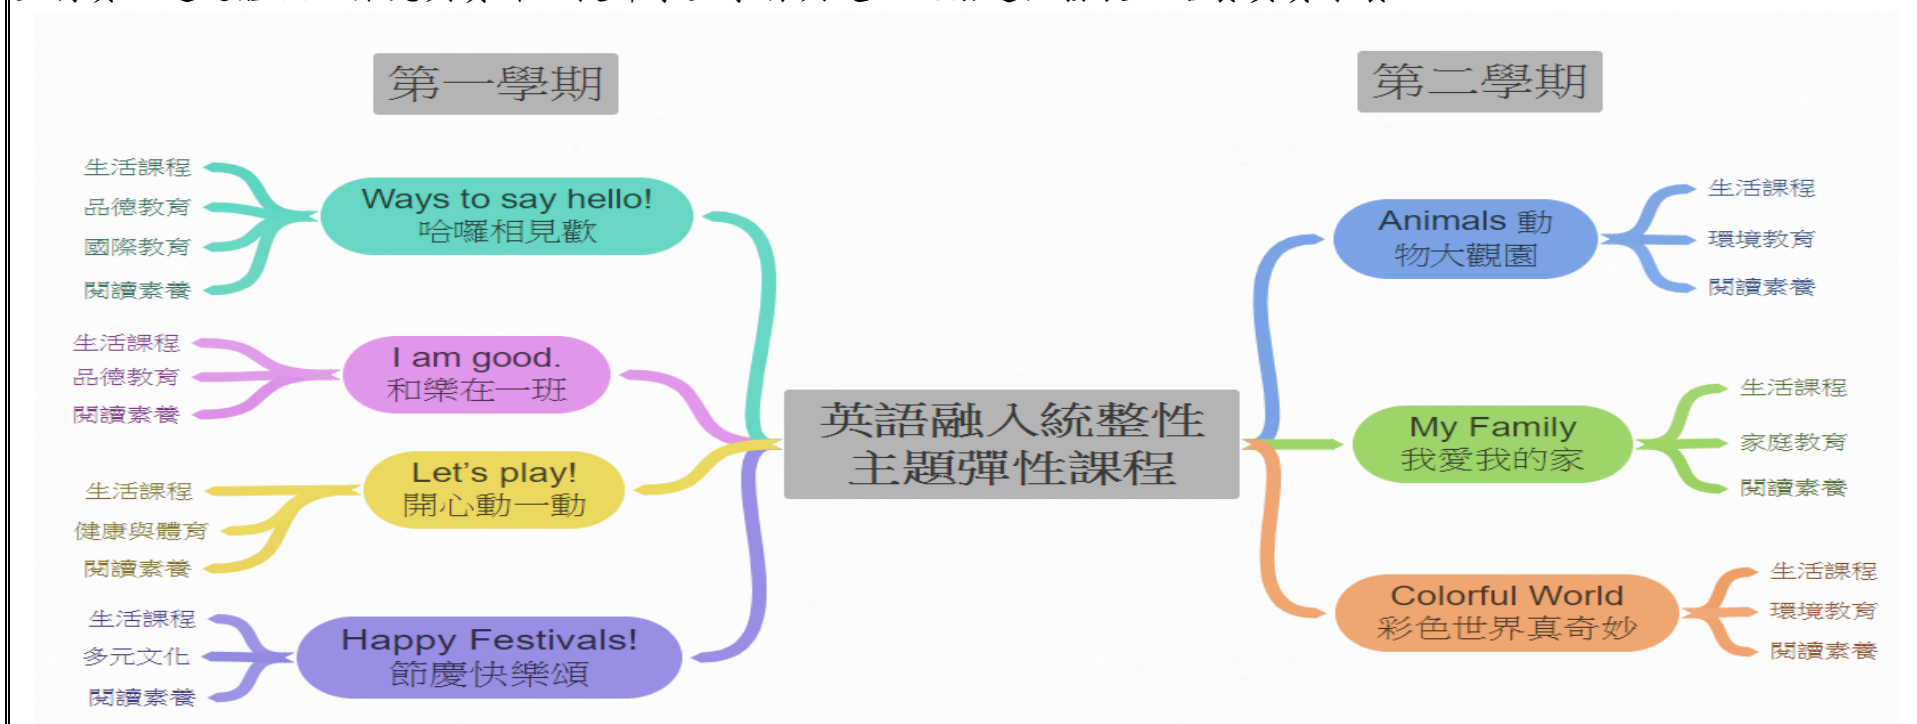 第一學期
生活課程
品德教育
國際教育
閱讀素養
Ways to say hello!
哈囉相見歡
生活課程
品德教育
閱讀素養
I am good.
和樂在一班
生活課程
健康與體育
閱讀素養
Let's play!
開心動一動
生活課程
多元文化
閱讀素養
Happy Festivals!
節慶快樂頌
英語融入統整性
主題彈性課程
第二學期
Animals 動
物大觀園
生活課程
環境教育
閱讀素養
My Family
我愛我的家
生活課程
家庭教育
閱讀素養
Colorful World
彩色世界真奇妙
生活課程
環境教育
閱讀素養